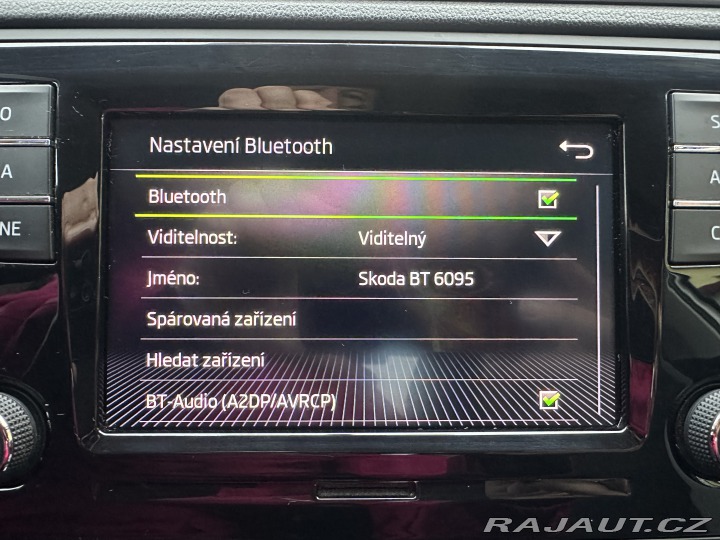 Nastavení Bluetooth
Bluetooth
Viditelnost: Viditelný
Jméno: Skoda BT 6095
Spárovaná zařízení
Hledat zařízení
BT-Audio (A2DP/AVRCP)
RAJAUT.CZ